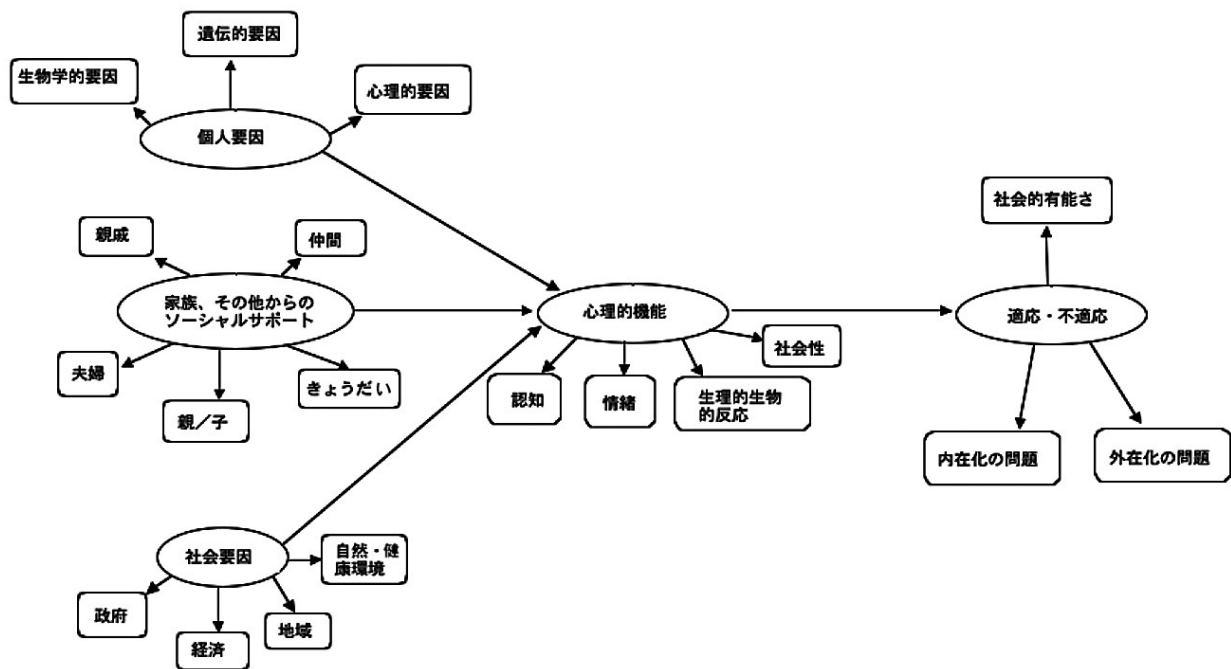 遺伝的要因
生物学的要因
心理的要因
個人要因
社会的有能さ
親戚
仲間
家族、その他からの
ソーシャルサポート
心理的機能
適応・不適応
社会性
夫婦
きょうだい
認知
情緒
生理的生物
的反応
親／子
内在化の問題
外在化の問題
社会要因
自然・健
康環境
政府
地域
経済